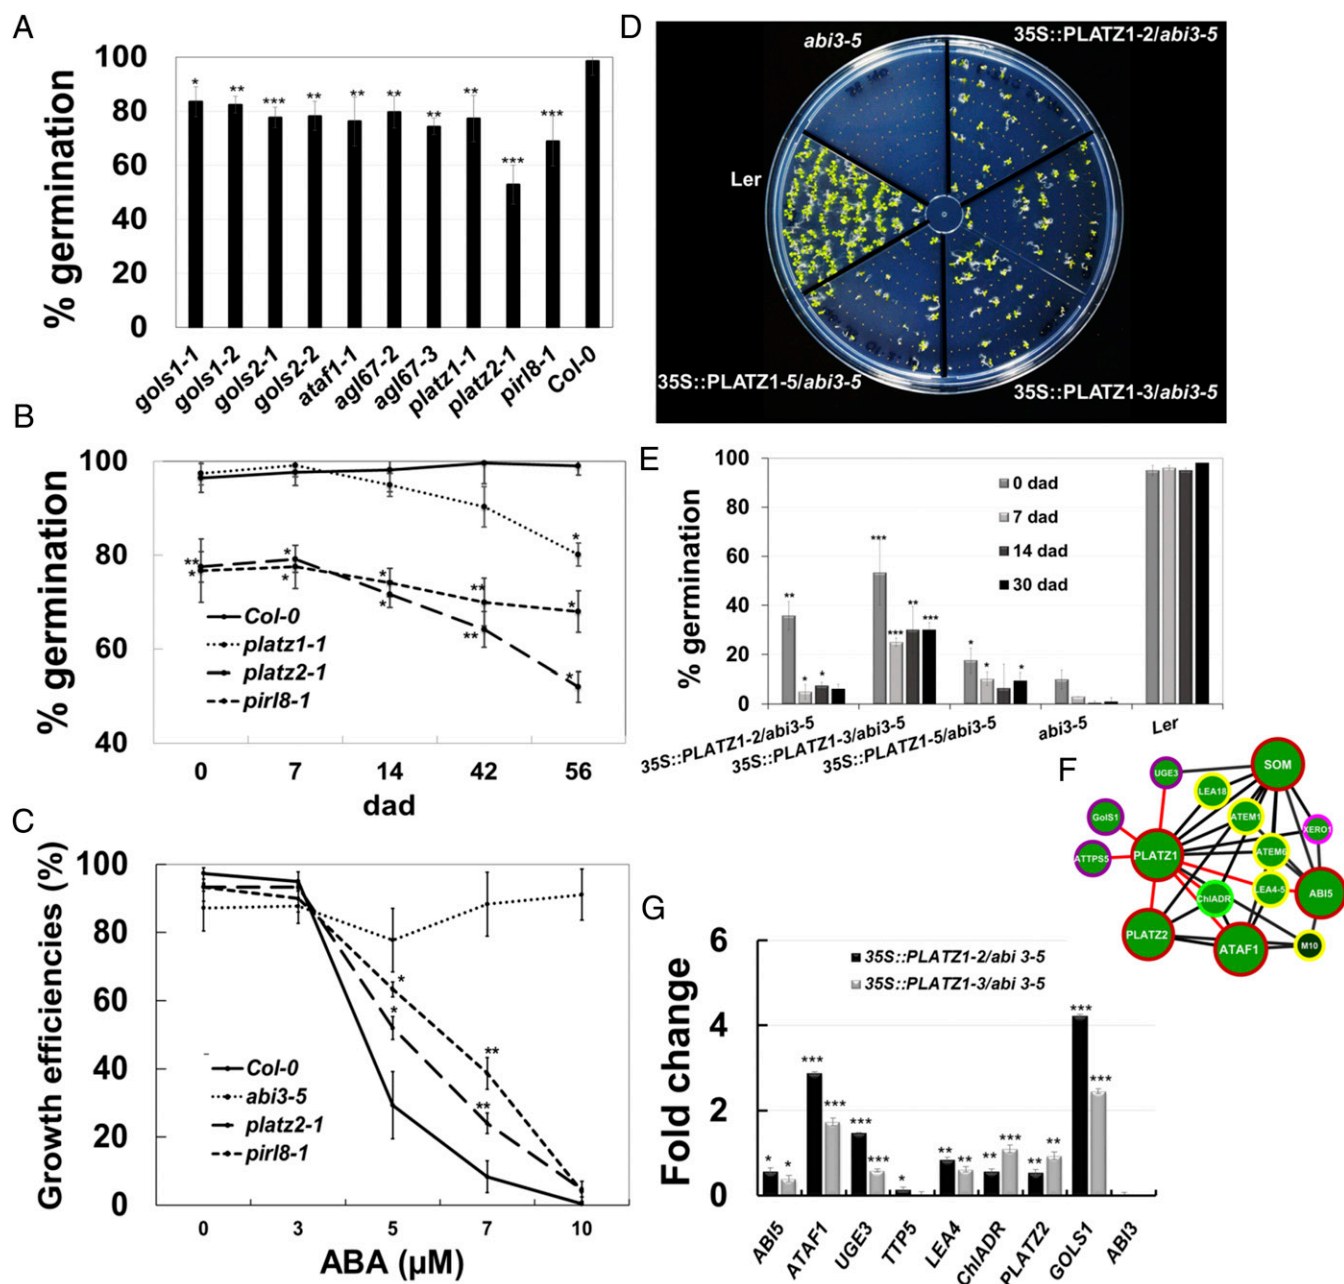 A
% germination
100
80
60
40
20
0
* ** *** ** ** ** ** ** *** ***
gols1-1 gols1-2 gols2-1 gols2-2 ataf1-1 agl67-2 agl67-3 platz1-1 platz2-1 pirl8-1 Col-0
B
% germination
100
80
60
40
Col-0
platz1-1
platz2-1
pirl8-1
0 7 14 42 56
dad
C
Growth efficiencies (%)
100
80
60
40
20
0
Col-0
abi3-5
platz2-1
pirl8-1
0 3 5 7 10
ABA (µM)
D
abi3-5
35S::PLATZ1-2/abi3-5
Ler
35S::PLATZ1-5/abi3-5
35S::PLATZ1-3/abi3-5
E
% germination
100
80
60
40
20
0
0 dad
7 dad
14 dad
30 dad
35S::PLATZ1-2/abi3-5 35S::PLATZ1-3/abi3-5 35S::PLATZ1-5/abi3-5 abi3-5 Ler
F
SOM
UGE3
LEA18
GolS1
ATEM1
XERO1
ATTPS5
PLATZ1
ATEM6
LEA4-5
ABI5
ChlADR
PLATZ2
ATAF1
M10
G
Fold change
6
4
2
0
35S::PLATZ1-2/abi 3-5
35S::PLATZ1-3/abi 3-5
ABI5 ATAF1 UGE3 TTP5 LEA4 ChlADR PLATZ2 GOLS1 ABI3